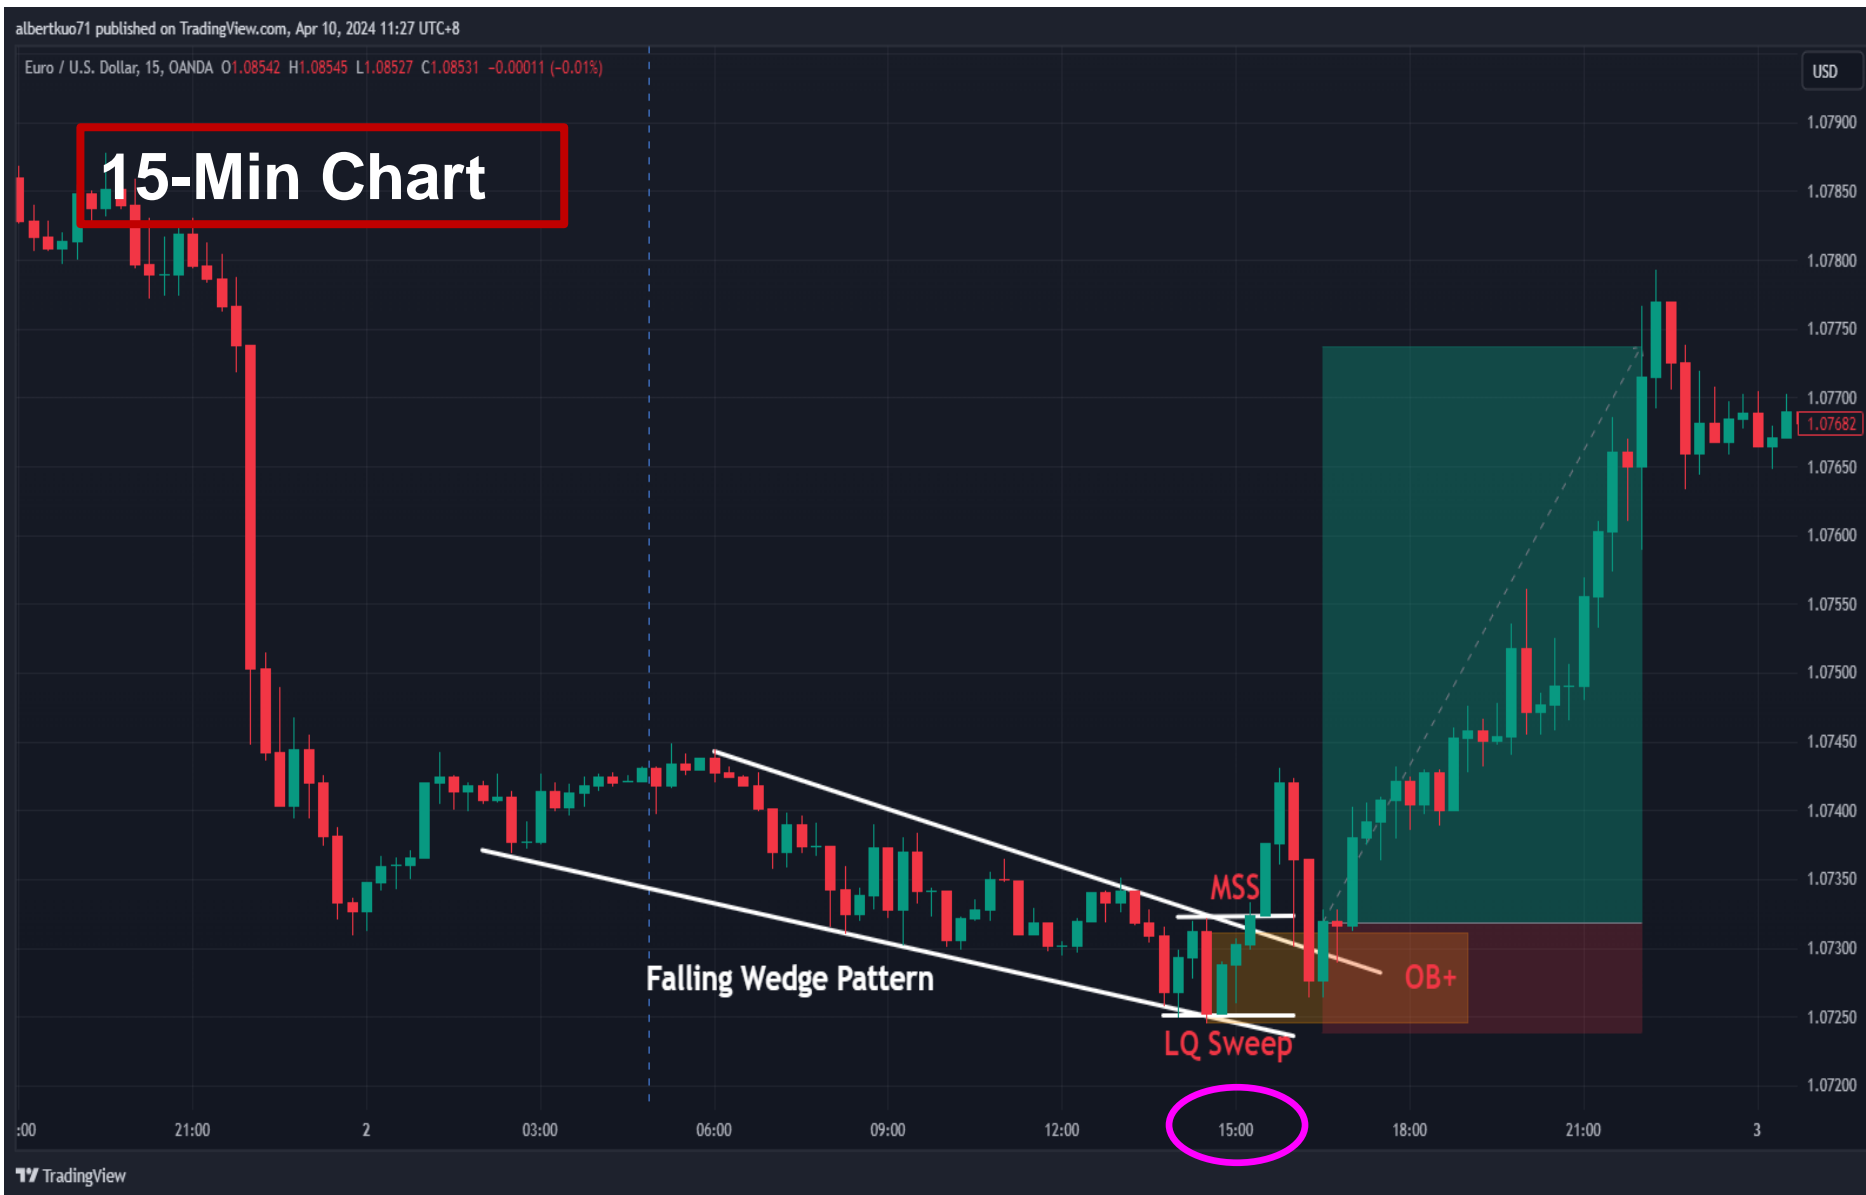 albertkuo71 published on TradingView.com, Apr 10, 2024 11:27 UTC+8
Euro / U.S. Dollar, 15, OANDA O1.08542 H1.08545 L1.08527 C1.08531 −0.00011 (−0.01%)
USD
15-Min Chart
1.07900
1.07850
1.07800
1.07750
1.07700
1.07682
1.07650
1.07600
1.07550
1.07500
1.07450
1.07400
1.07350
1.07300
1.07250
1.07200
MSS
Falling Wedge Pattern
OB+
LQ Sweep
:00 21:00 2 03:00 06:00 09:00 12:00 15:00 18:00 21:00 3
TradingView